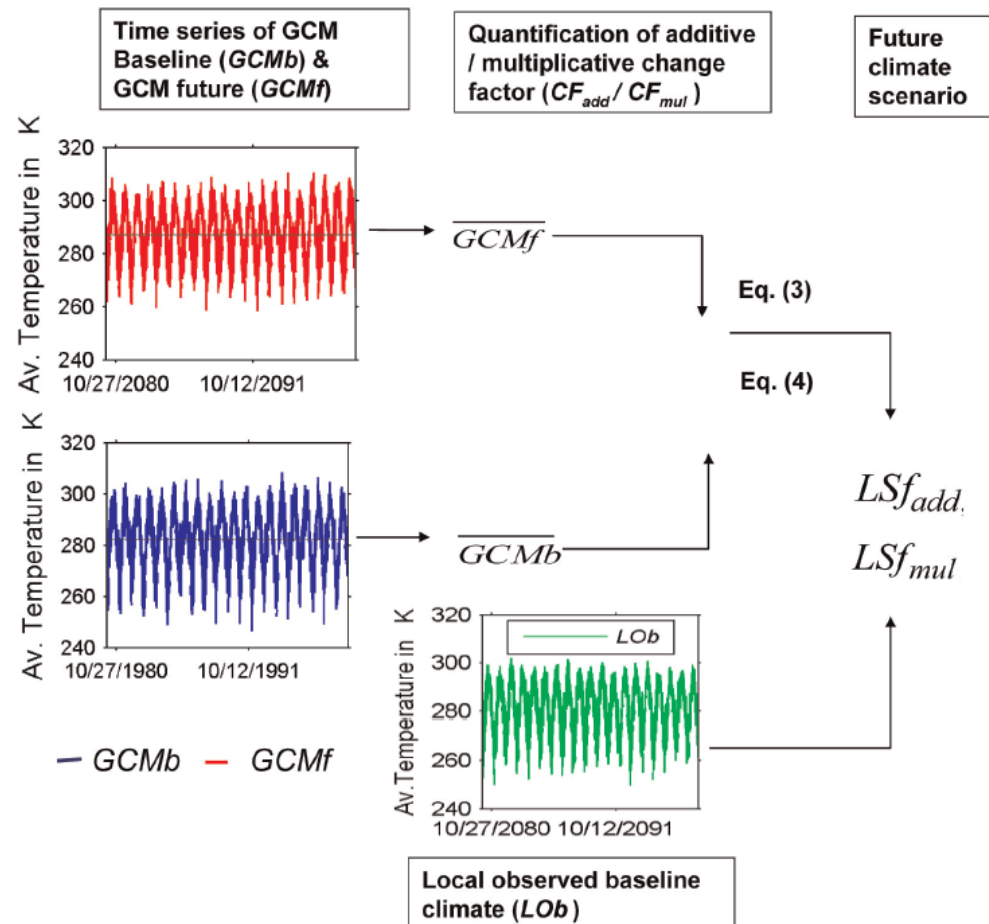 Time series of GCM
Baseline (GCMb) &
GCM future (GCMf)
Quantification of additive
/ multiplicative change
factor (CFadd / CFmul )
Future
climate
scenario
Av. Temperature in K
320
300
280
260
240
10/27/2080 10/12/2091
GCMf
Eq. (3)
Eq. (4)
Av. Temperature in K
320
300
280
260
240
10/27/1980 10/12/1991
GCMb
LSfadd,
LSfmul
GCMb GCMf
Av.Temperature in K
320
300
280
260
240
LOb
10/27/2080 10/12/2091
Local observed baseline
climate (LOb)